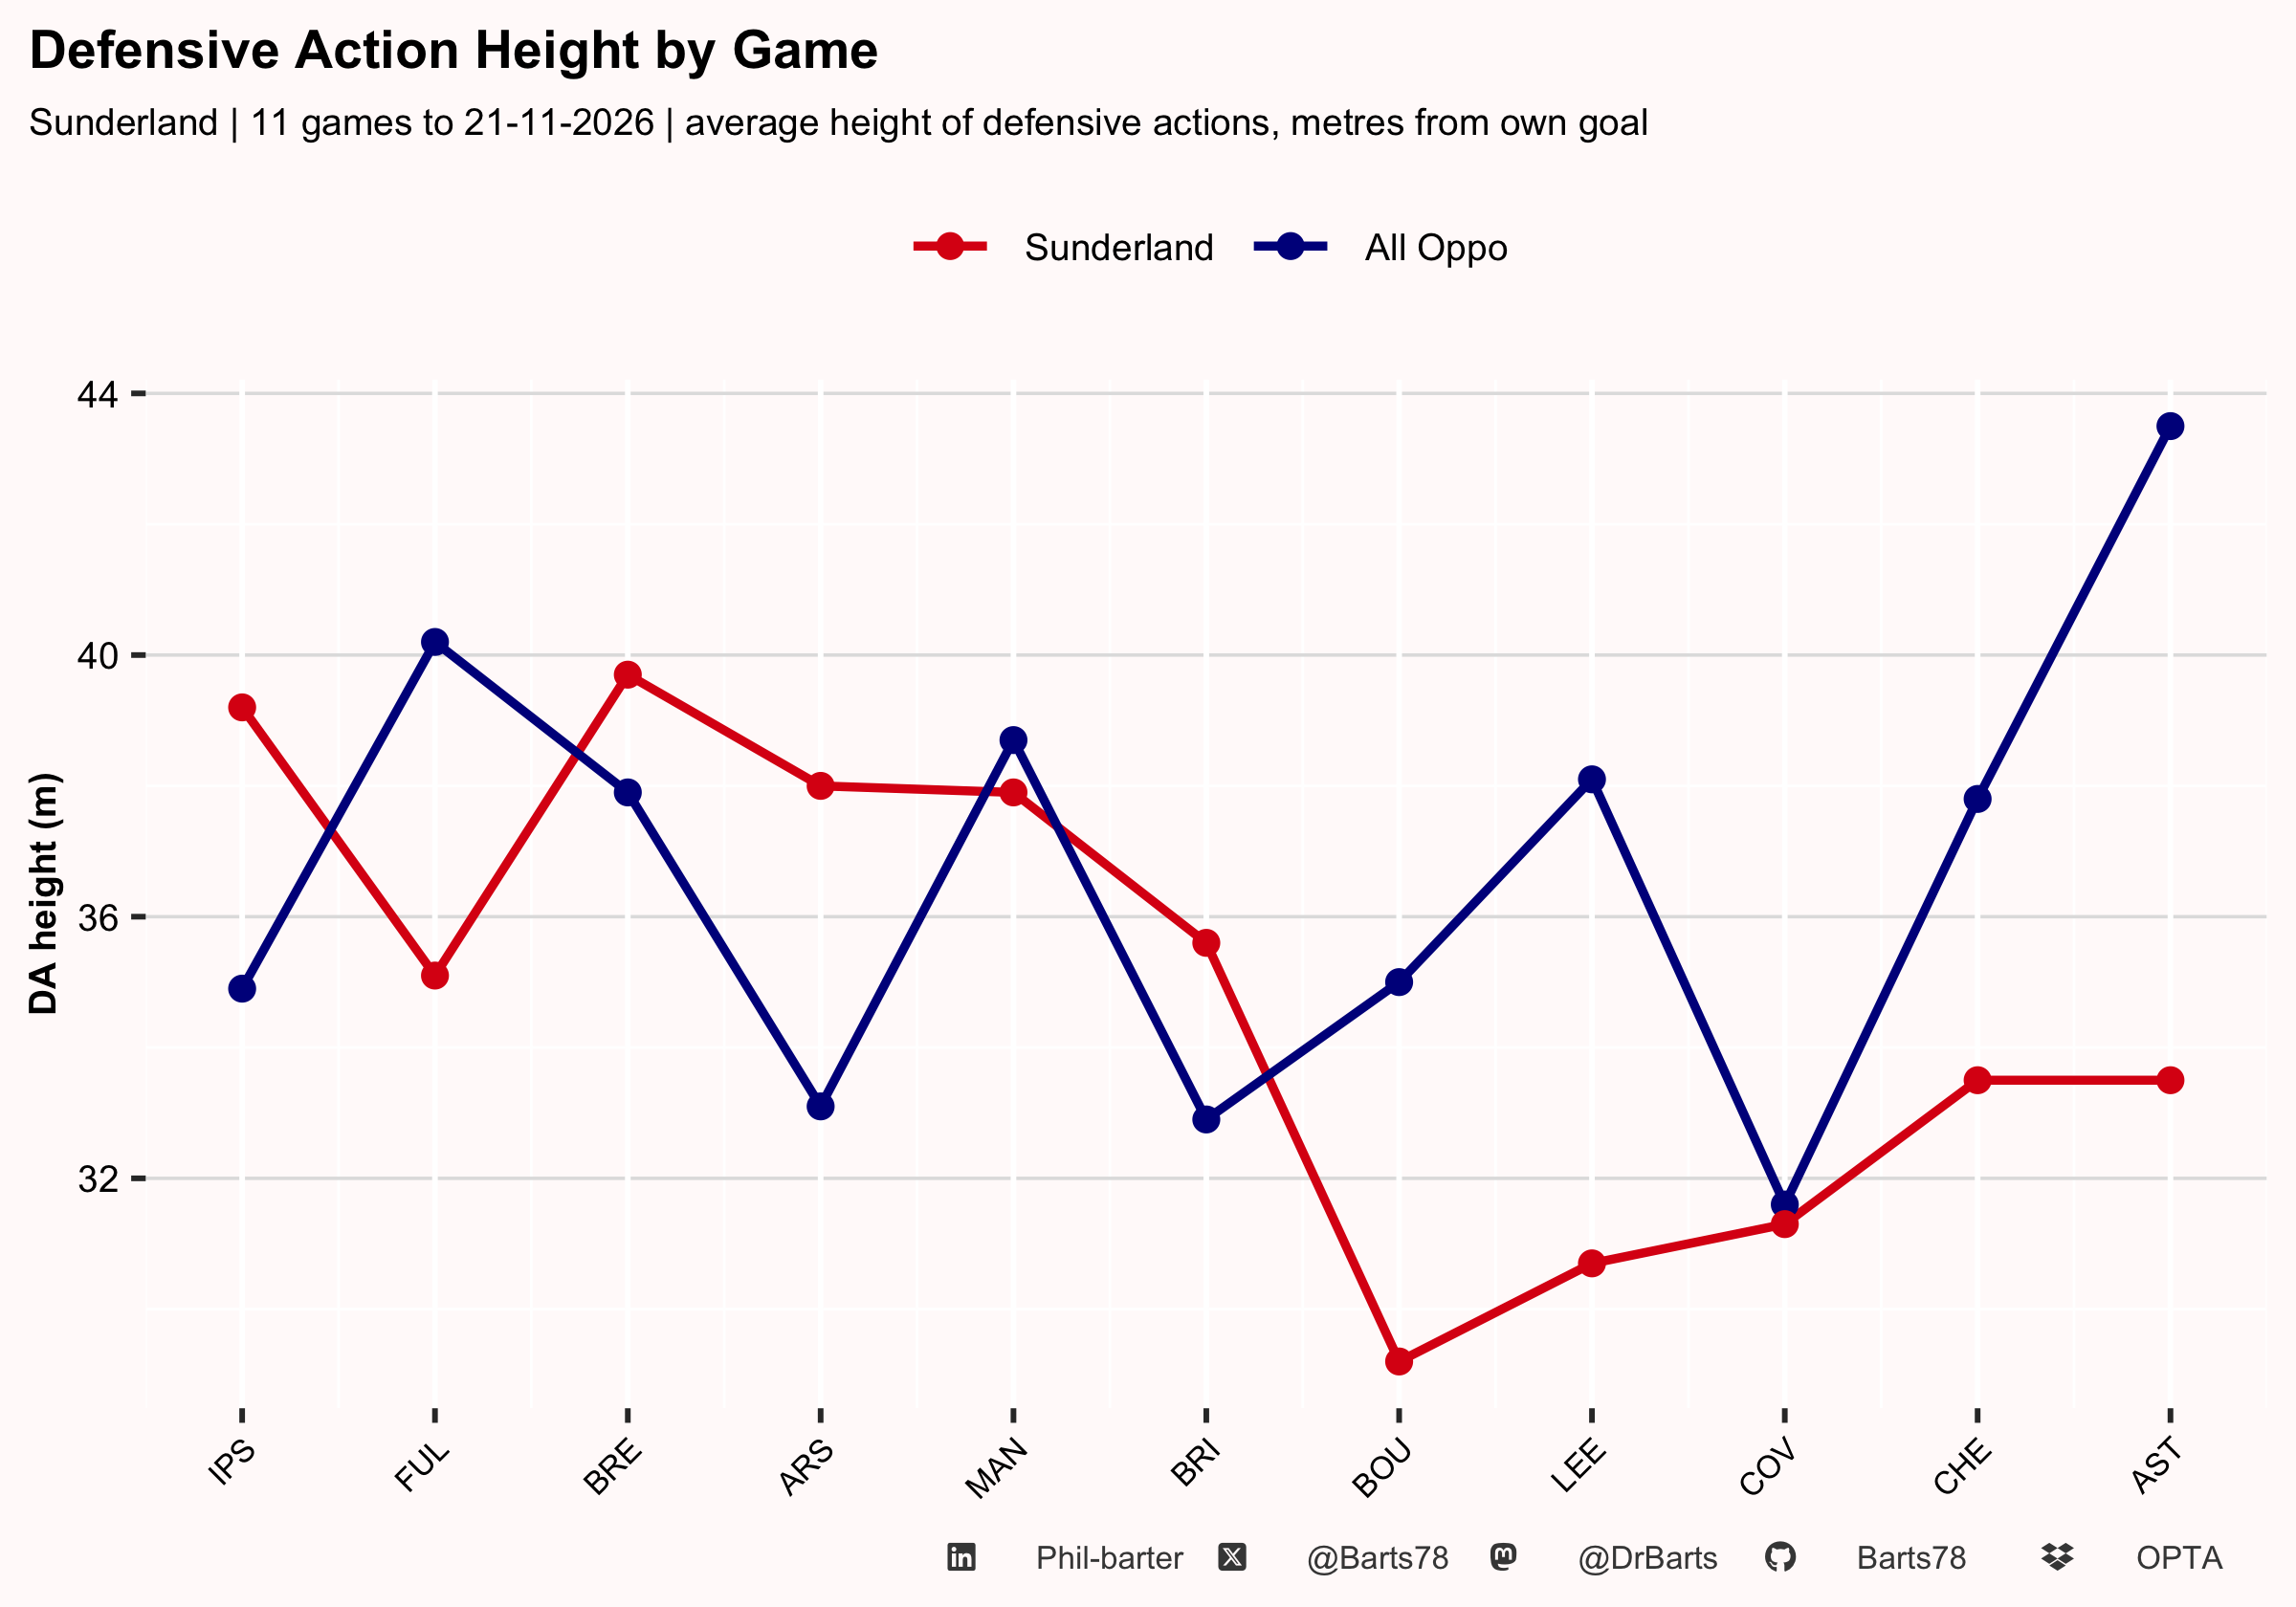 Defensive Action Height by Game
Sunderland | 11 games to 21-11-2026 | average height of defensive actions, metres from own goal
Sunderland All Oppo
DA height (m)
44
40
36
32
IPS FUL BRE ARS MAN BRI BOU LEE COV CHE AST
Phil-barter @Barts78 @DrBarts Barts78 OPTA